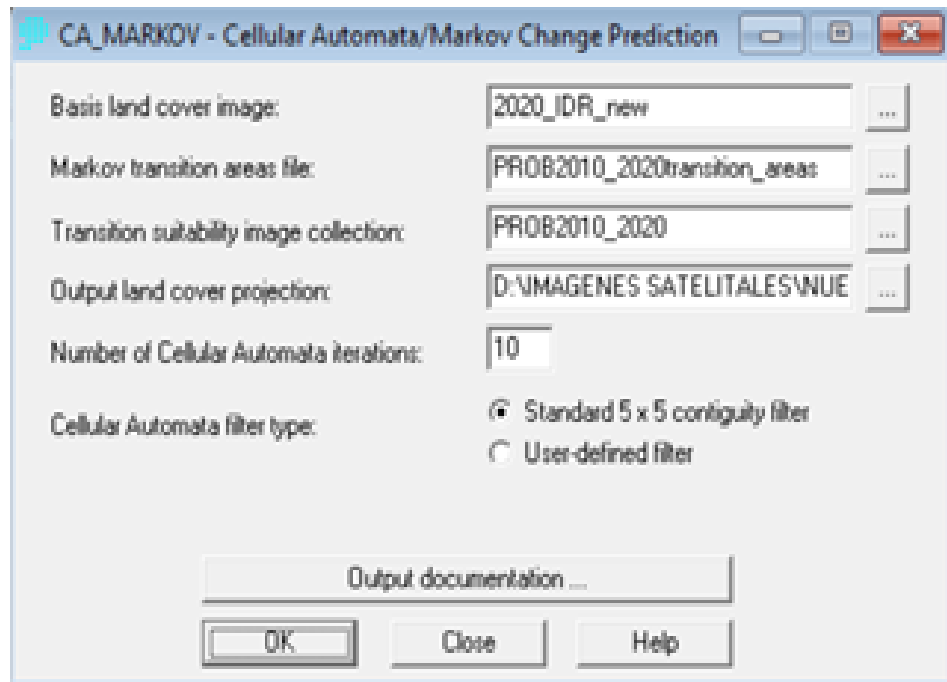 CA_MARKOV - Cellular Automata/Markov Change Prediction
Basis land cover image: 2020_IDR_new ...
Markov transition areas file: PROB2010_2020transition_areas ...
Transition suitability image collection: PROB2010_2020 ...
Output land cover projection: D:\IMAGENES SATELITALES\NUE ...
Number of Cellular Automata iterations: 10
Cellular Automata filter type: Standard 5 x 5 contiguity filter
User-defined filter
Output documentation ...
OK Close Help